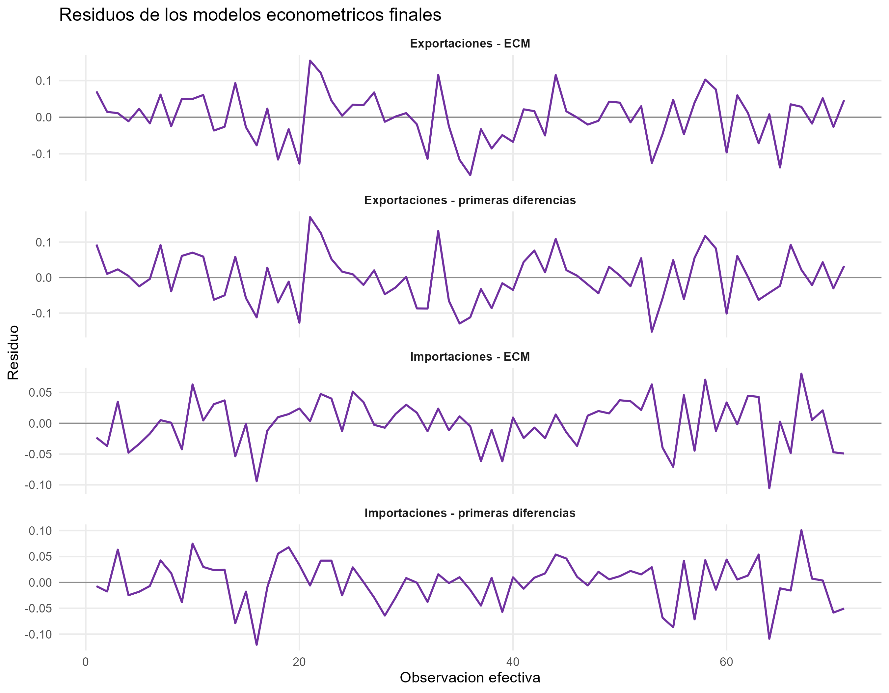 Residuos de los modelos econometricos finales
Exportaciones - ECM
0.1
0.0
-0.1
Exportaciones - primeras diferencias
0.1
0.0
-0.1
Importaciones - ECM
0.05
0.00
-0.05
-0.10
Importaciones - primeras diferencias
0.10
0.05
0.00
-0.05
-0.10
0 20 40 60
Observacion efectiva
Residuo